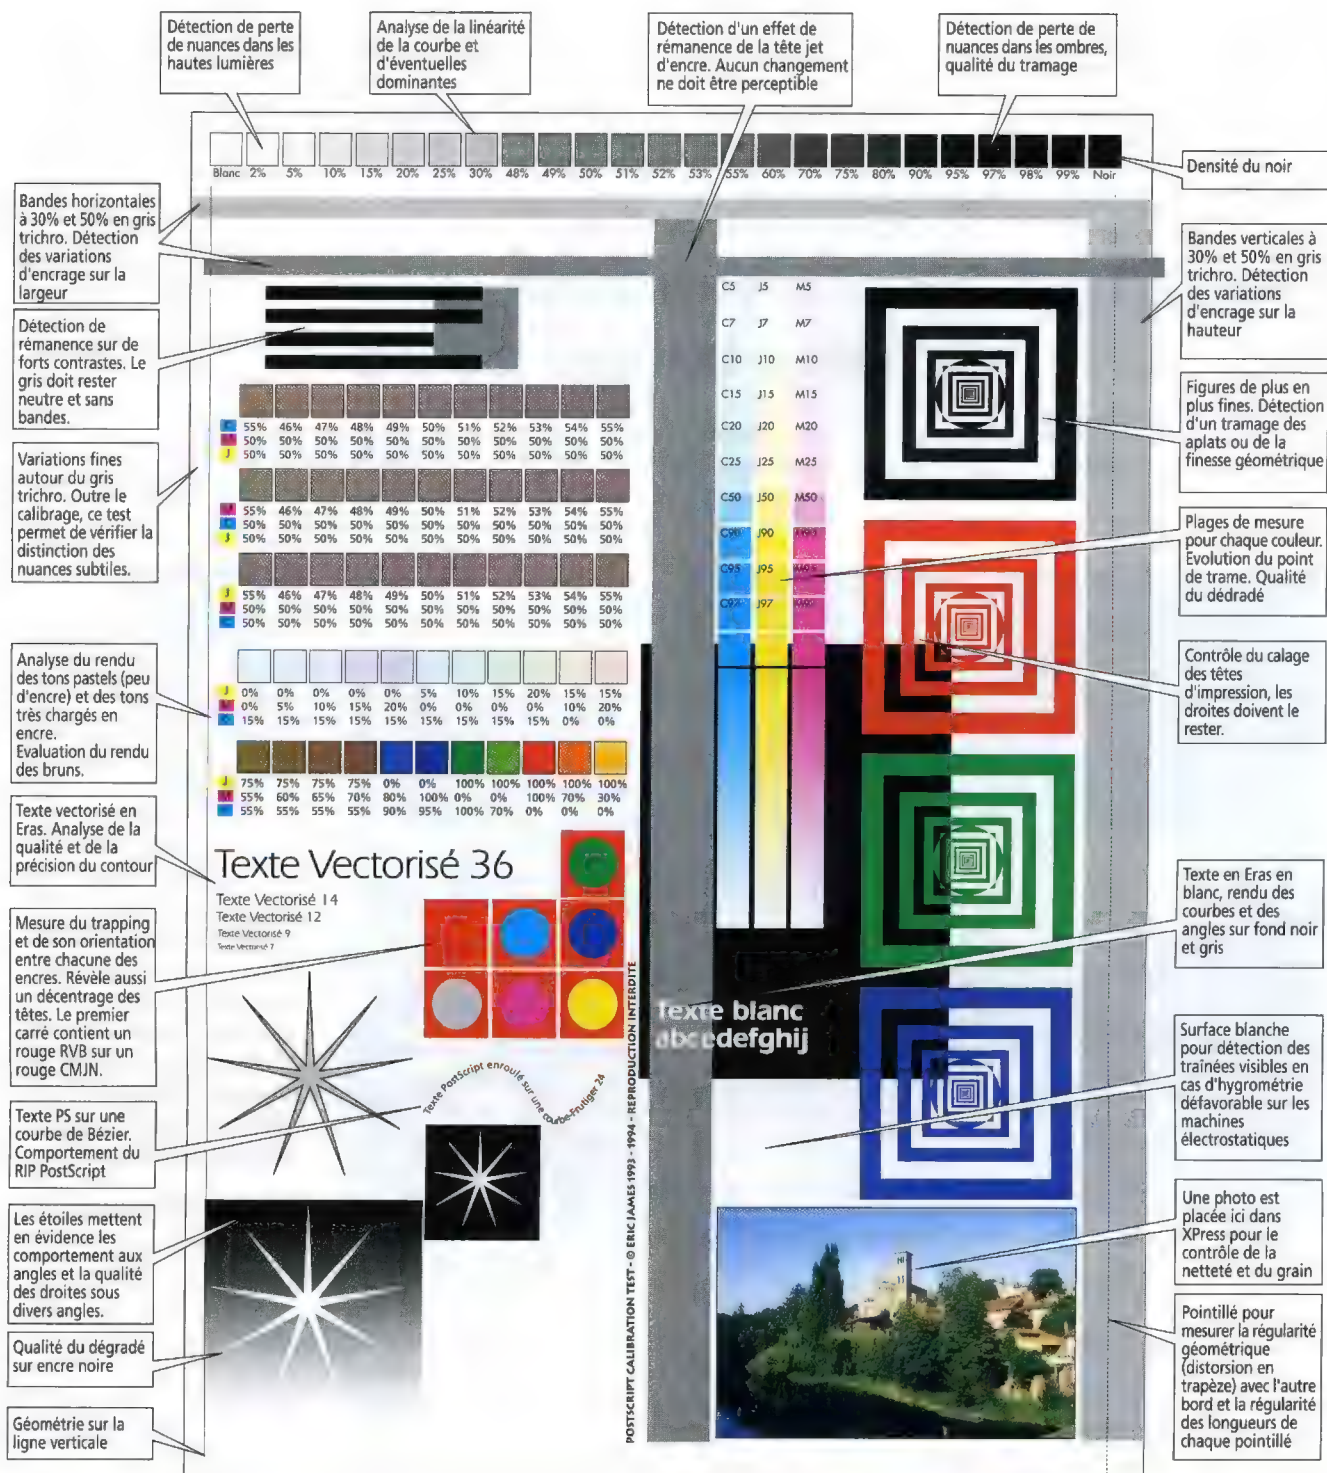 Détection de perte
de nuances dans les
hautes lumières
Analyse de la linéarité
de la courbe et
d'éventuelles
dominantes
Détection d'un effet de
rémanence de la tête jet
d'encre. Aucun changement
ne doit être perceptible
Détection de perte de
nuances dans les ombres,
qualité du tramage
Blanc 2% 5% 10% 15% 20% 25% 30% 48% 49% 50% 51% 52% 53% 55% 60% 70% 75% 80% 90% 95% 97% 98% 99% Noir
Densité du noir
Bandes horizontales
à 30% et 50% en gris
trichro. Détection
des variations
d'encrage sur la
largeur
Détection de
rémanence sur de
forts contrastes. Le
gris doit rester
neutre et sans
bandes.
Variations fines
autour du gris
trichro. Outre le
calibrage, ce test
permet de vérifier la
distinction des
nuances subtiles.
Analyse du rendu
des tons pastels (peu
d'encre) et des tons
très chargés en
encre.
Evaluation du rendu
des bruns.
Texte vectorisé en
Eras. Analyse de la
qualité et de la
précision du contour
Mesure du trapping
et de son orientation
entre chacune des
encres. Révèle aussi
un décentrage des
têtes. Le premier
carré contient un
rouge RVB sur un
rouge CMJN.
Texte PS sur une
courbe de Bézier.
Comportement du
RIP PostScript
Les étoiles mettent
en évidence les
comportement aux
angles et la qualité
des droites sous
divers angles.
Qualité du dégradé
sur encre noire
Géométrie sur la
ligne verticale
C 55% 46% 47% 48% 49% 50% 51% 52% 53% 54% 55%
M 50% 50% 50% 50% 50% 50% 50% 50% 50% 50% 50%
J 50% 50% 50% 50% 50% 50% 50% 50% 50% 50% 50%
M 55% 46% 47% 48% 49% 50% 51% 52% 53% 54% 55%
C 50% 50% 50% 50% 50% 50% 50% 50% 50% 50% 50%
J 50% 50% 50% 50% 50% 50% 50% 50% 50% 50% 50%
J 55% 46% 47% 48% 49% 50% 51% 52% 53% 54% 55%
M 50% 50% 50% 50% 50% 50% 50% 50% 50% 50% 50%
C 50% 50% 50% 50% 50% 50% 50% 50% 50% 50% 50%
J 0% 0% 0% 0% 0% 5% 10% 15% 20% 15% 15%
M 0% 5% 10% 15% 20% 0% 0% 0% 0% 10% 20%
C 15% 15% 15% 15% 15% 15% 15% 15% 15% 0% 0%
J 75% 75% 75% 75% 0% 0% 100% 100% 100% 100% 100%
M 55% 60% 65% 70% 80% 100% 0% 0% 100% 70% 30%
C 55% 55% 55% 55% 90% 95% 100% 70% 0% 0% 0%
Texte Vectorisé 36
Texte Vectorisé 14
Texte Vectorisé 12
Texte Vectorisé 9
Texte Vectorisé 7
Texte PostScript enroulé sur une courbe-Frutiger 24
POSTSCRIPT CALIBRATION TEST - © ERIC JAMES 1993 - 1994 - REPRODUCTION INTERDITE
C5 J5 M5
C7 J7 M7
C10 J10 M10
C15 J15 M15
C20 J20 M20
C25 J25 M25
C50 J50 M50
C90 J90 M90
C95 J95 M95
C97 J97 M97
Texte blanc
abcdedefghij
Bandes verticales à
30% et 50% en gris
trichro. Détection
des variations
d'encrage sur la
hauteur
Figures de plus en
plus fines. Détection
d'un tramage des
aplats ou de la
finesse géométrique
Plages de mesure
pour chaque couleur.
Evolution du point
de trame. Qualité
du dédradé
Contrôle du calage
des têtes
d'impression, les
droites doivent le
rester.
Texte en Eras en
blanc, rendu des
courbes et des
angles sur fond noir
et gris
Surface blanche
pour détection des
traînées visibles en
cas d'hygrométrie
défavorable sur les
machines
électrostatiques
Une photo est
placée ici dans
XPress pour le
contrôle de la
netteté et du grain
Pointillé pour
mesurer la régularité
géométrique
(distorsion en
trapèze) avec l'autre
bord et la régularité
des longueurs de
chaque pointillé